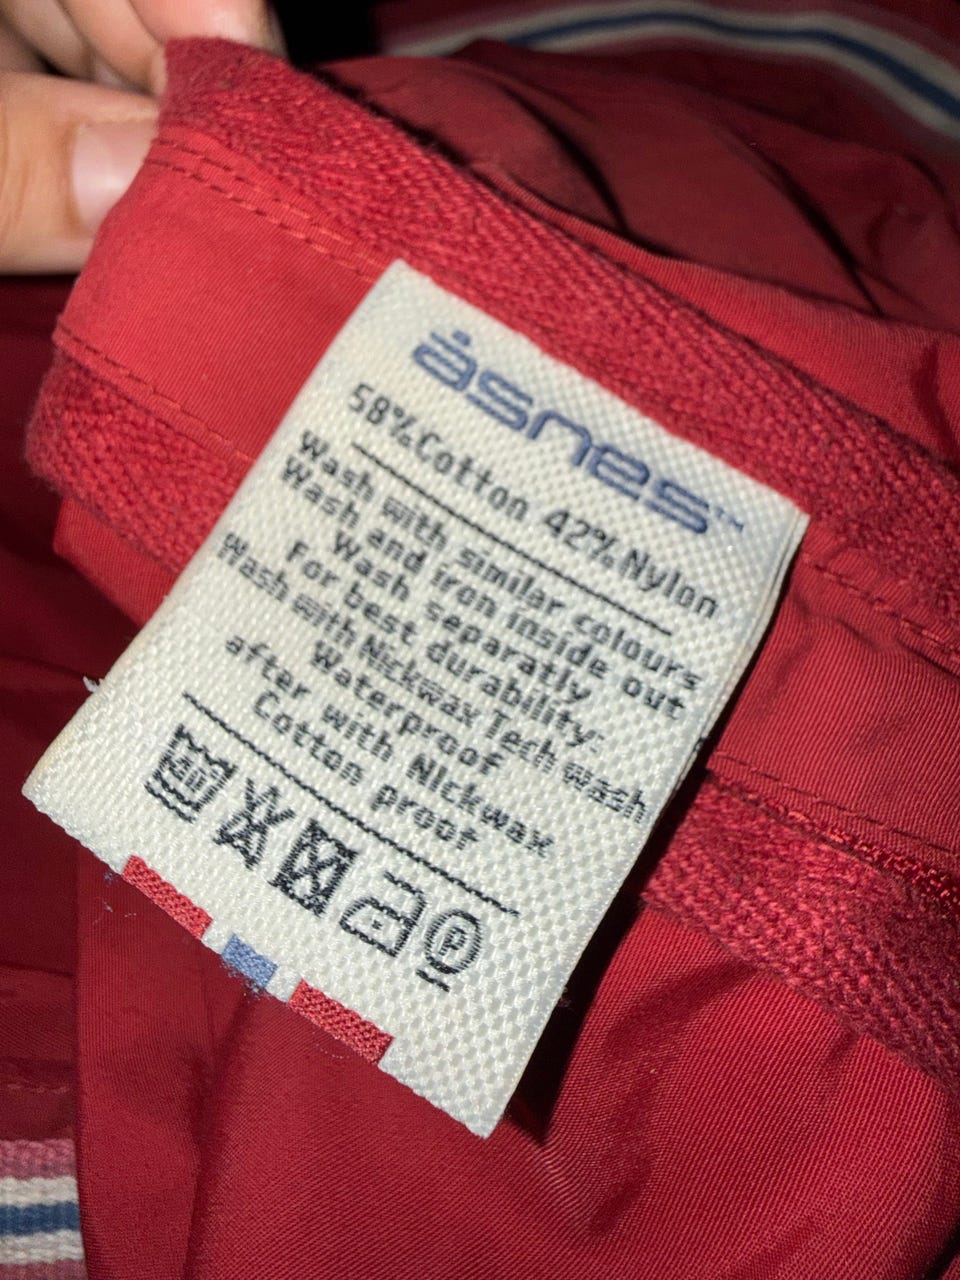 åsnes™
58%Cotton 42%Nylon
Wash with similar colours
Wash and iron inside out
Wash separatly
For best durability:
Wash with Nickwax Tech wash
Waterproof
after with Nickwax
Cotton proof
40
P